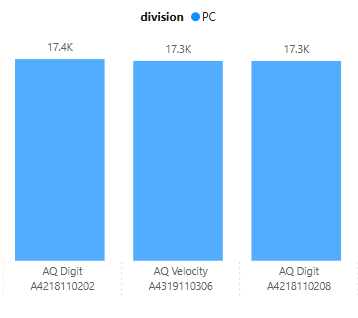 division PC
17.4K
17.3K
17.3K
AQ Digit
A4218110202
AQ Velocity
A4319110306
AQ Digit
A4218110208